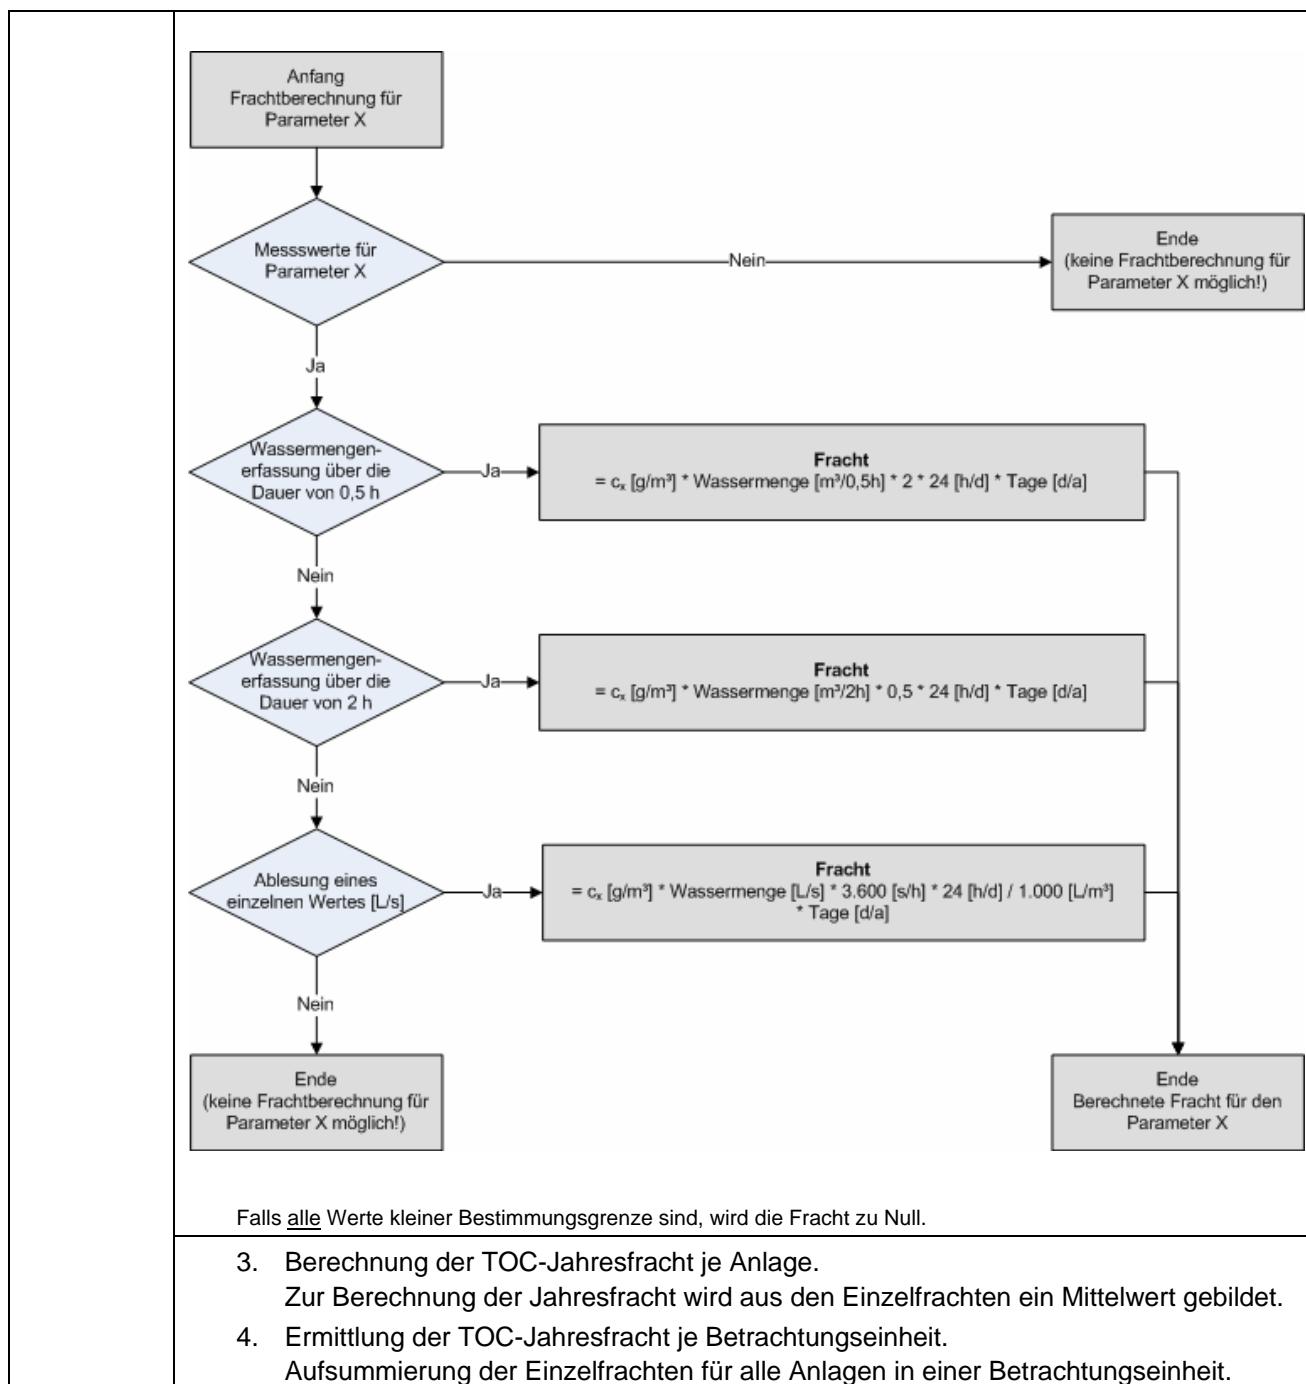 Anfang
Frachtberechnung für
Parameter X
Messswerte für
Parameter X
Nein
Ende
(keine Frachtberechnung für
Parameter X möglich!)
Ja
Wassermengen-
erfassung über die
Dauer von 0,5 h
Ja
Fracht
= cₓ [g/m³] * Wassermenge [m³/0,5h] * 2 * 24 [h/d] * Tage [d/a]
Nein
Wassermengen-
erfassung über die
Dauer von 2 h
Ja
Fracht
= cₓ [g/m³] * Wassermenge [m³/2h] * 0,5 * 24 [h/d] * Tage [d/a]
Nein
Ablesung eines
einzelnen Wertes [L/s]
Ja
Fracht
= cₓ [g/m³] * Wassermenge [L/s] * 3.600 [s/h] * 24 [h/d] / 1.000 [L/m³]
* Tage [d/a]
Nein
Ende
(keine Frachtberechnung für
Parameter X möglich!)
Ende
Berechnete Fracht für den
Parameter X
Falls alle Werte kleiner Bestimmungsgrenze sind, wird die Fracht zu Null.
3. Berechnung der TOC-Jahresfracht je Anlage.
Zur Berechnung der Jahresfracht wird aus den Einzelfrachten ein Mittelwert gebildet.
4. Ermittlung der TOC-Jahresfracht je Betrachtungseinheit.
Aufsummierung der Einzelfrachten für alle Anlagen in einer Betrachtungseinheit.